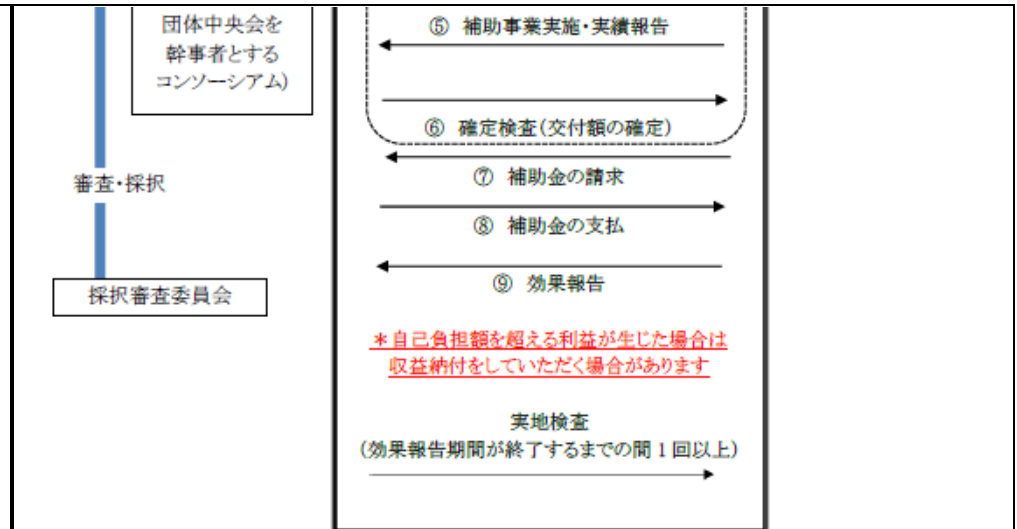 団体中央会を
幹事者とする
コンソーシアム)
審査・採択
採択審査委員会
⑤ 補助事業実施・実績報告
⑥ 確定検査(交付額の確定)
⑦ 補助金の請求
⑧ 補助金の支払
⑨ 効果報告
*自己負担額を超える利益が生じた場合は
収益納付をしていただく場合があります
実地検査
(効果報告期間が終了するまでの間1回以上)